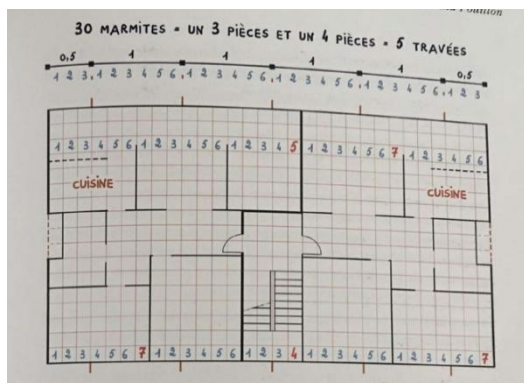 Pouillon
30 MARMITES = UN 3 PIÈCES ET UN 4 PIÈCES = 5 TRAVÉES
0,5 1 1 1 1 0,5
1 2 3 1 2 3 4 5 6 1 2 3 4 5 6 1 2 3 4 5 6 1 2 3 4 5 6 1 2 3
1 2 3 4 5 6 1 2 3 4 5 6 1 2 3 4 5 1 2 3 4 5 6 7 1 2 3 4 5 6
CUISINE CUISINE
1 2 3 4 5 6 7 1 2 3 4 5 6 1 2 3 4 1 2 3 4 5 6 1 2 3 4 5 6 7